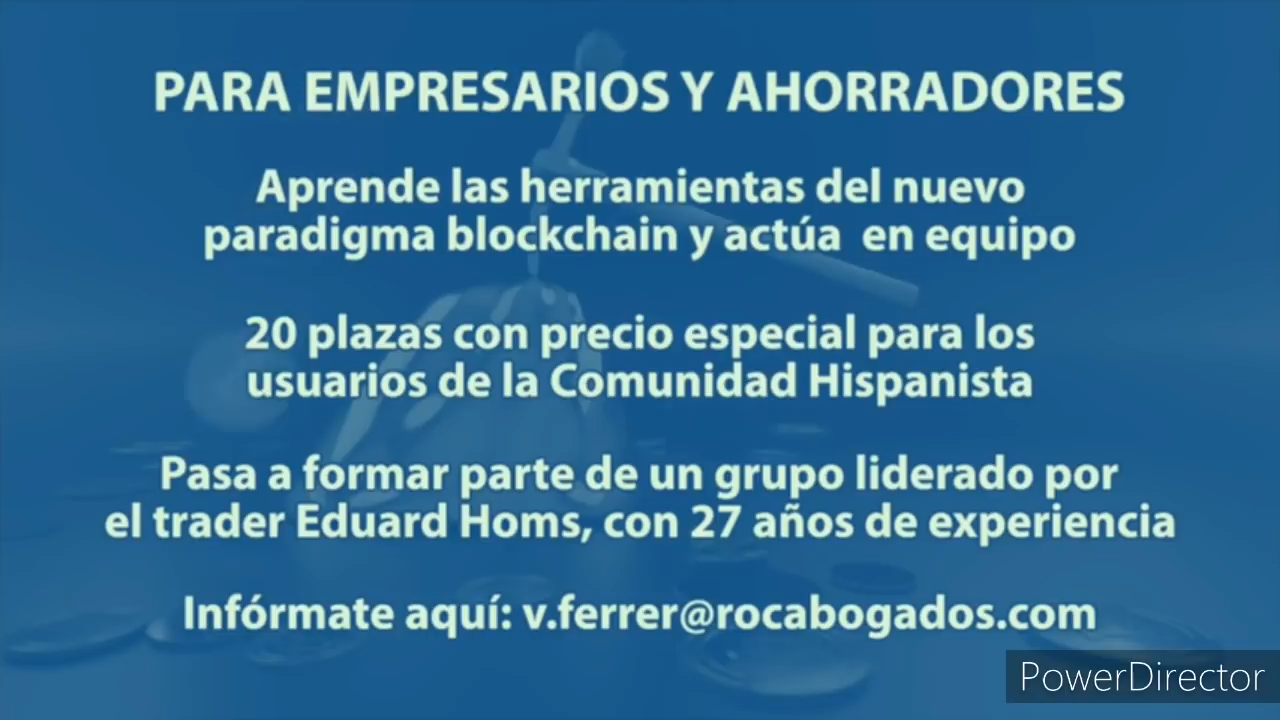 PARA EMPRESARIOS Y AHORRADORES
Aprende las herramientas del nuevo
paradigma blockchain y actúa  en equipo
20 plazas con precio especial para los
usuarios de la Comunidad Hispanista
Pasa a formar parte de un grupo liderado por
el trader Eduard Homs, con 27 años de experiencia
Infórmate aquí: v.ferrer@rocabogados.com
PowerDirector